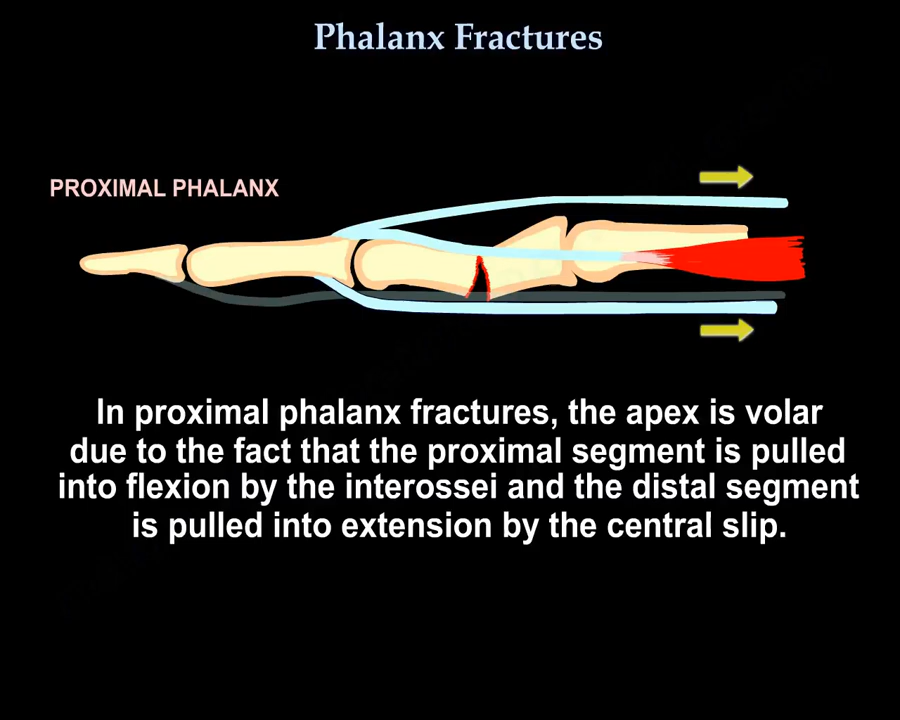 Phalanx Fractures
PROXIMAL PHALANX
In proximal phalanx fractures, the apex is volar
due to the fact that the proximal segment is pulled
into flexion by the interossei and the distal segment
is pulled into extension by the central slip.